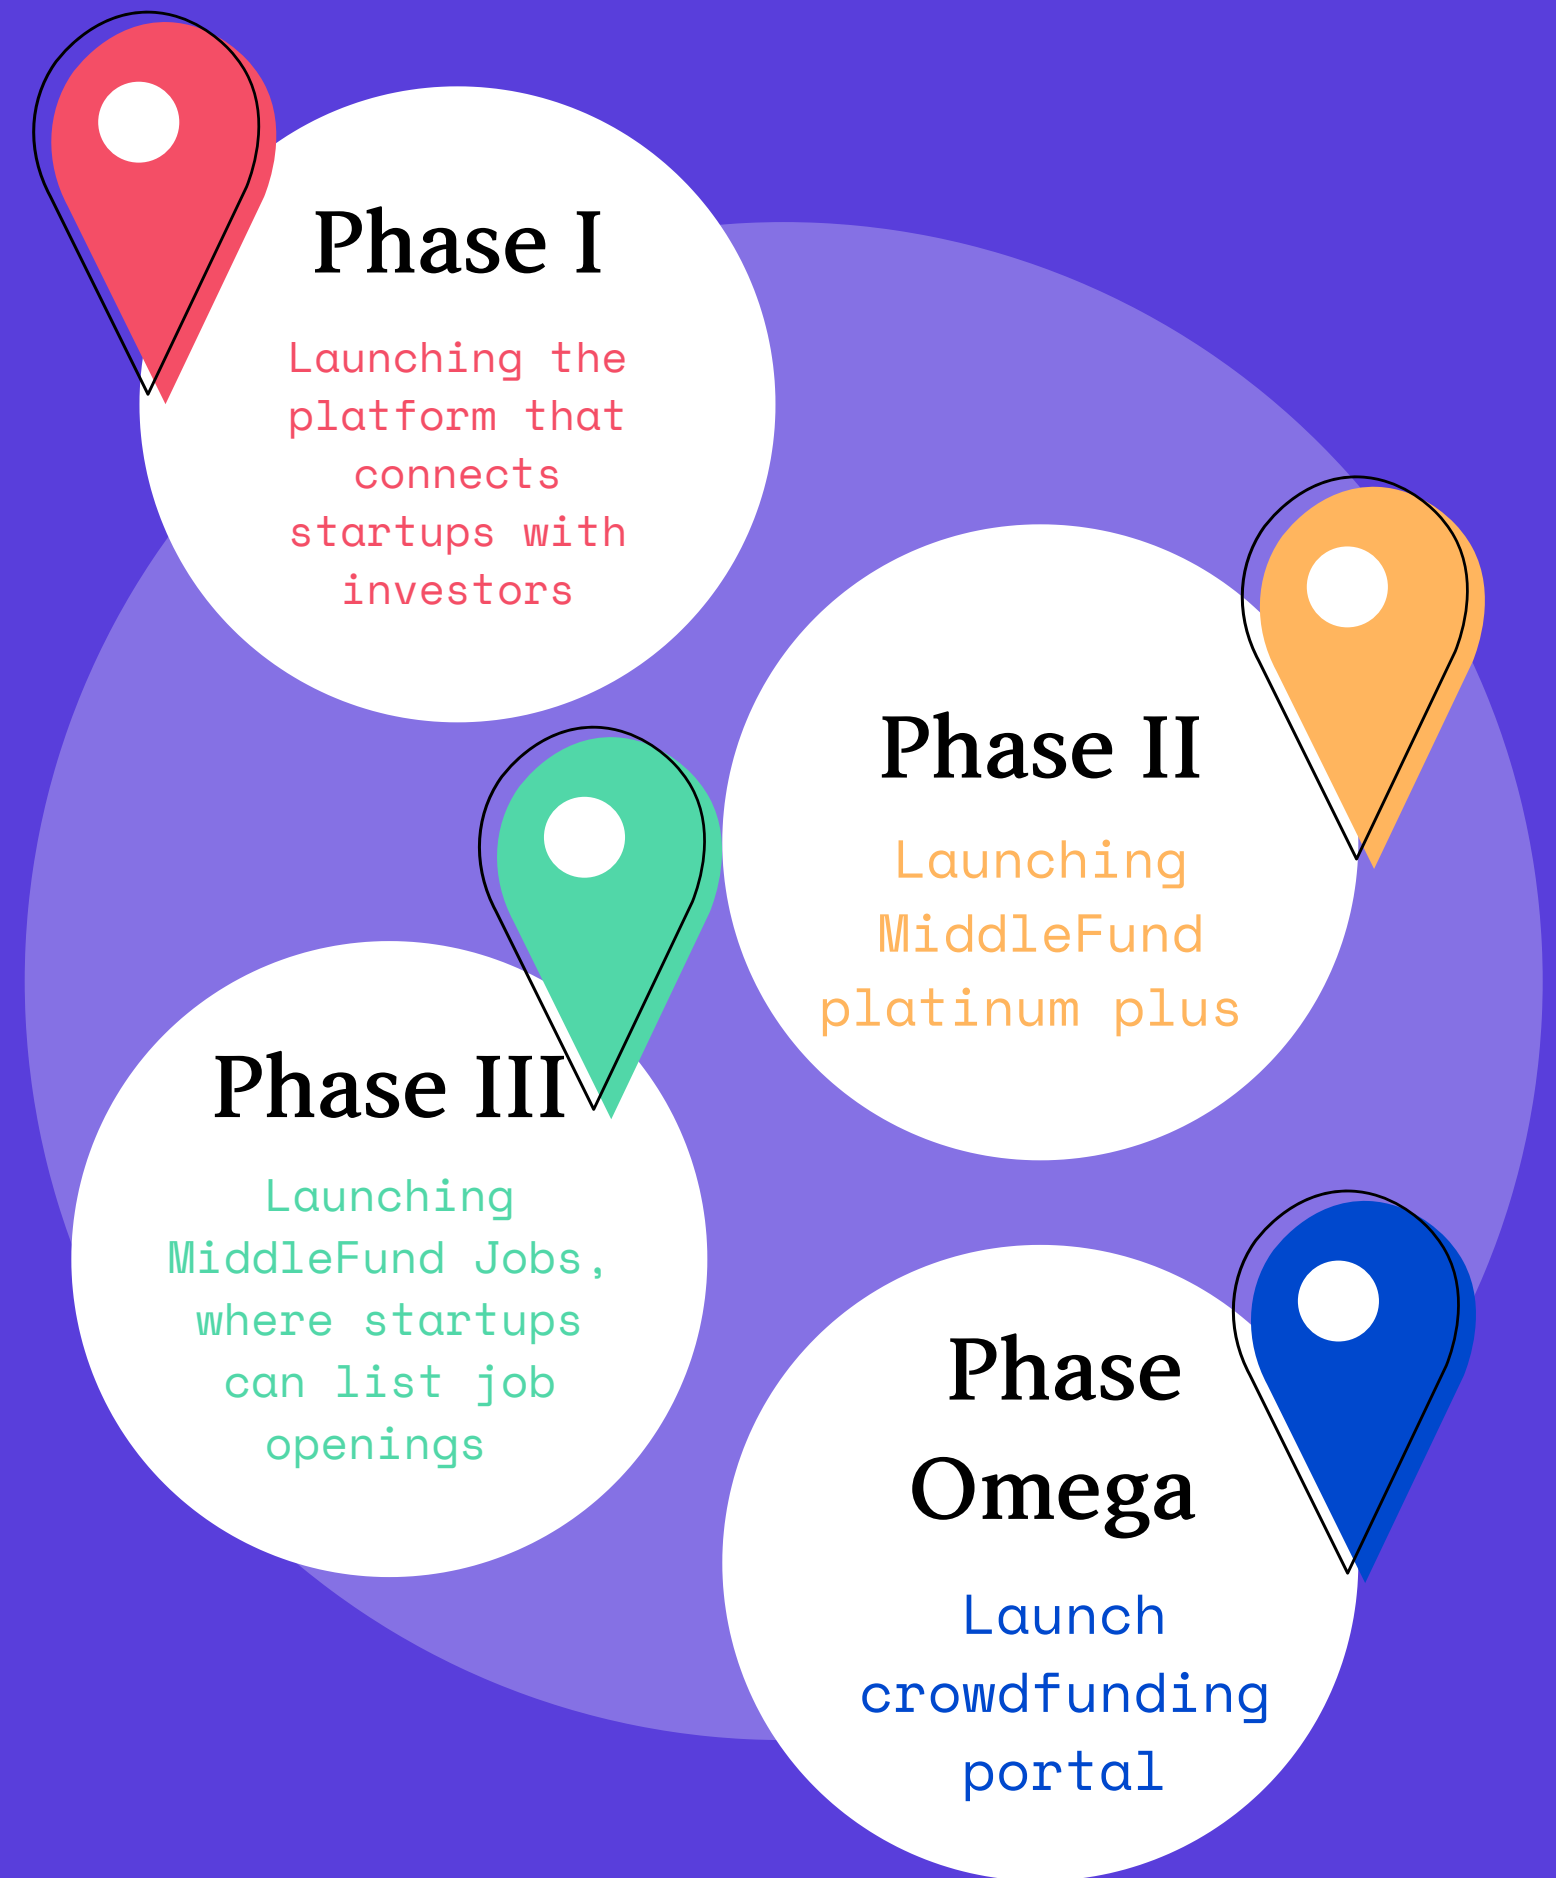 Phase I
Launching the
platform that
connects
startups with
investors
Phase II
Launching
MiddleFund
platinum plus
Phase III
Launching
MiddleFund Jobs,
where startups
can list job
openings
Phase
Omega
Launch
crowdfunding
portal